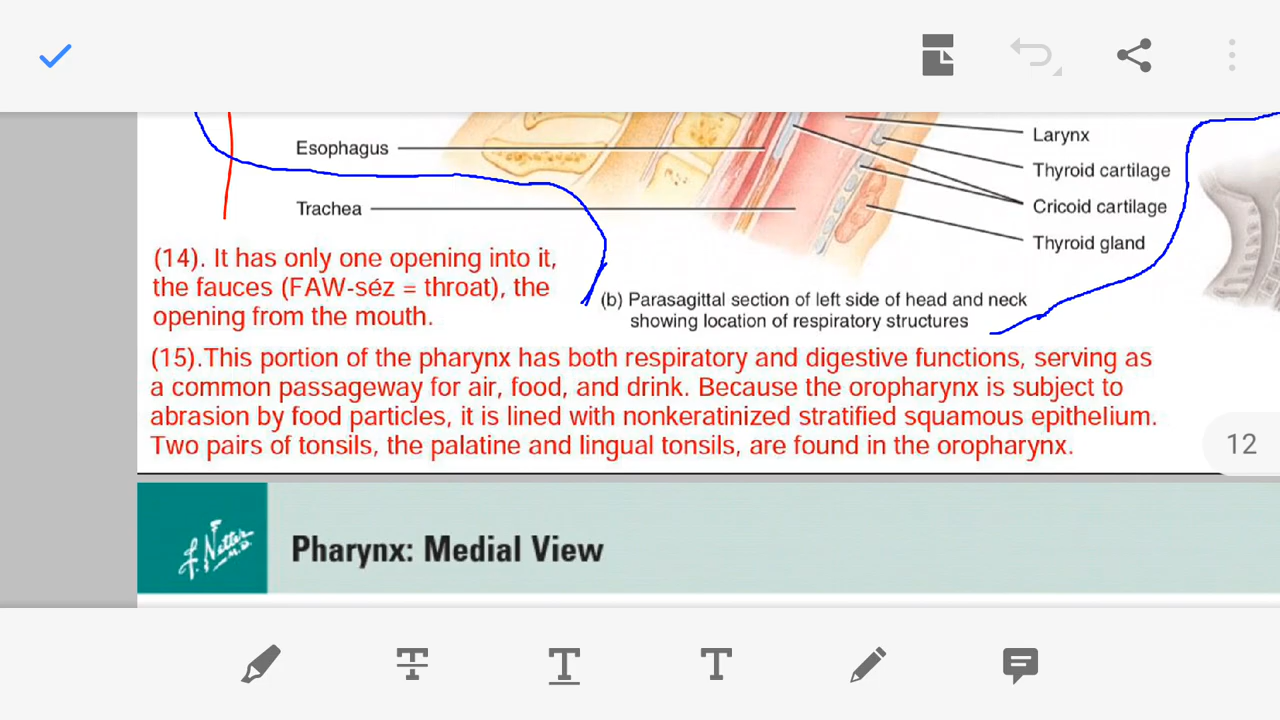 Esophagus
Trachea
Larynx
Thyroid cartilage
Cricoid cartilage
Thyroid gland
(14). It has only one opening into it,
the fauces (FAW-séz = throat), the
opening from the mouth.
(b) Parasagittal section of left side of head and neck
showing location of respiratory structures
(15).This portion of the pharynx has both respiratory and digestive functions, serving as
a common passageway for air, food, and drink. Because the oropharynx is subject to
abrasion by food particles, it is lined with nonkeratinized stratified squamous epithelium.
Two pairs of tonsils, the palatine and lingual tonsils, are found in the oropharynx.
12
f. Netter
M.D.
Pharynx: Medial View